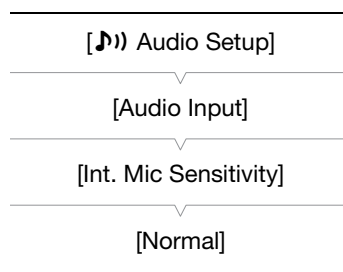 [♪)) Audio Setup]
[Audio Input]
[Int. Mic Sensitivity]
[Normal]